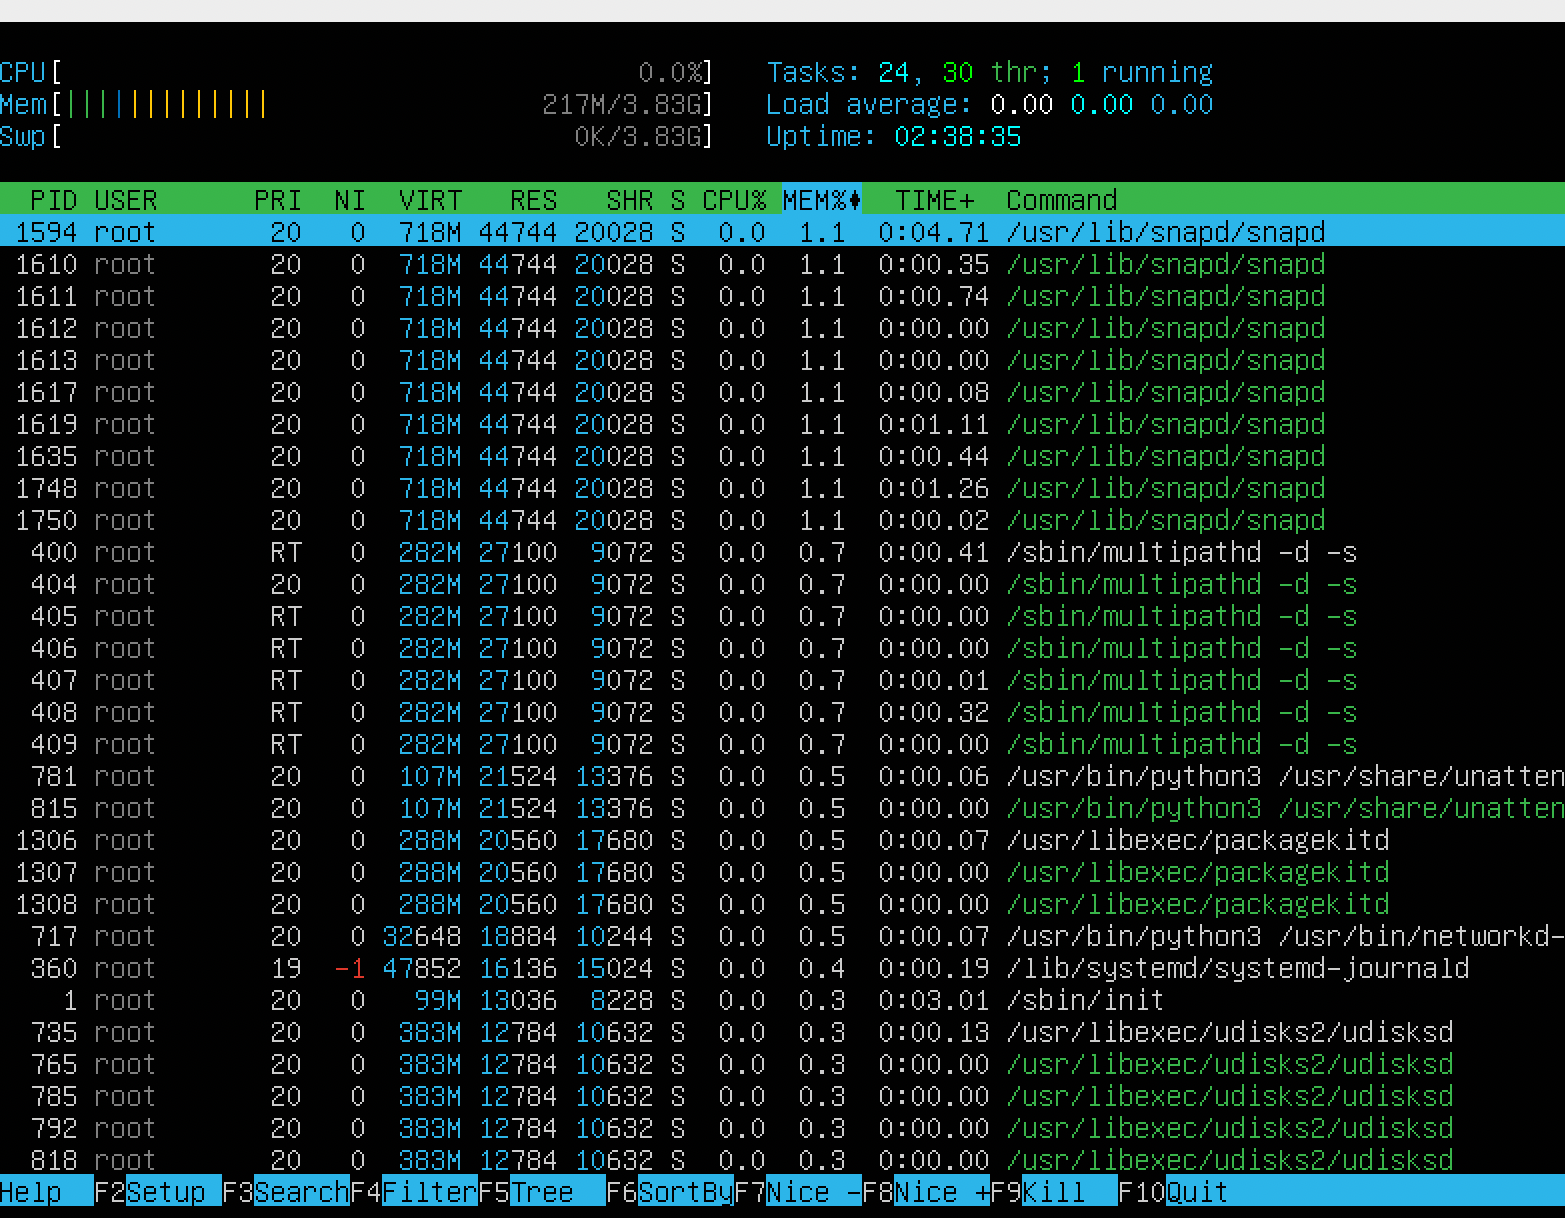 CPU[ 0.0%] Tasks: 24, 30 thr; 1 running
Mem[|||||||||||||| 217M/3.83G] Load average: 0.00 0.00 0.00
Swp[ 0K/3.83G] Uptime: 02:38:35
PID USER PRI NI VIRT RES SHR S CPU% MEM% TIME+ Command
1594 root 20 0 718M 44744 20028 S 0.0 1.1 0:04.71 /usr/lib/snapd/snapd
1610 root 20 0 718M 44744 20028 S 0.0 1.1 0:00.35 /usr/lib/snapd/snapd
1611 root 20 0 718M 44744 20028 S 0.0 1.1 0:00.74 /usr/lib/snapd/snapd
1612 root 20 0 718M 44744 20028 S 0.0 1.1 0:00.00 /usr/lib/snapd/snapd
1613 root 20 0 718M 44744 20028 S 0.0 1.1 0:00.00 /usr/lib/snapd/snapd
1617 root 20 0 718M 44744 20028 S 0.0 1.1 0:00.08 /usr/lib/snapd/snapd
1619 root 20 0 718M 44744 20028 S 0.0 1.1 0:01.11 /usr/lib/snapd/snapd
1635 root 20 0 718M 44744 20028 S 0.0 1.1 0:00.44 /usr/lib/snapd/snapd
1748 root 20 0 718M 44744 20028 S 0.0 1.1 0:01.26 /usr/lib/snapd/snapd
1750 root 20 0 718M 44744 20028 S 0.0 1.1 0:00.02 /usr/lib/snapd/snapd
400 root RT 0 282M 27100 9072 S 0.0 0.7 0:00.41 /sbin/multipathd -d -s
404 root 20 0 282M 27100 9072 S 0.0 0.7 0:00.00 /sbin/multipathd -d -s
405 root RT 0 282M 27100 9072 S 0.0 0.7 0:00.00 /sbin/multipathd -d -s
406 root RT 0 282M 27100 9072 S 0.0 0.7 0:00.00 /sbin/multipathd -d -s
407 root RT 0 282M 27100 9072 S 0.0 0.7 0:00.01 /sbin/multipathd -d -s
408 root RT 0 282M 27100 9072 S 0.0 0.7 0:00.32 /sbin/multipathd -d -s
409 root RT 0 282M 27100 9072 S 0.0 0.7 0:00.00 /sbin/multipathd -d -s
781 root 20 0 107M 21524 13376 S 0.0 0.5 0:00.06 /usr/bin/python3 /usr/share/unatten
815 root 20 0 107M 21524 13376 S 0.0 0.5 0:00.00 /usr/bin/python3 /usr/share/unatten
1306 root 20 0 288M 20560 17680 S 0.0 0.5 0:00.07 /usr/libexec/packagekitd
1307 root 20 0 288M 20560 17680 S 0.0 0.5 0:00.00 /usr/libexec/packagekitd
1308 root 20 0 288M 20560 17680 S 0.0 0.5 0:00.00 /usr/libexec/packagekitd
717 root 20 0 32648 18884 10244 S 0.0 0.5 0:00.07 /usr/bin/python3 /usr/bin/networkd-
360 root 19 -1 47852 16136 15024 S 0.0 0.4 0:00.19 /lib/systemd/systemd-journald
1 root 20 0 99M 13036 8228 S 0.0 0.3 0:03.01 /sbin/init
735 root 20 0 383M 12784 10632 S 0.0 0.3 0:00.13 /usr/libexec/udisks2/udisksd
765 root 20 0 383M 12784 10632 S 0.0 0.3 0:00.00 /usr/libexec/udisks2/udisksd
785 root 20 0 383M 12784 10632 S 0.0 0.3 0:00.00 /usr/libexec/udisks2/udisksd
792 root 20 0 383M 12784 10632 S 0.0 0.3 0:00.00 /usr/libexec/udisks2/udisksd
818 root 20 0 383M 12784 10632 S 0.0 0.3 0:00.00 /usr/libexec/udisks2/udisksd
Help F2Setup F3SearchF4FilterF5Tree F6SortByF7Nice -F8Nice +F9Kill F10Quit